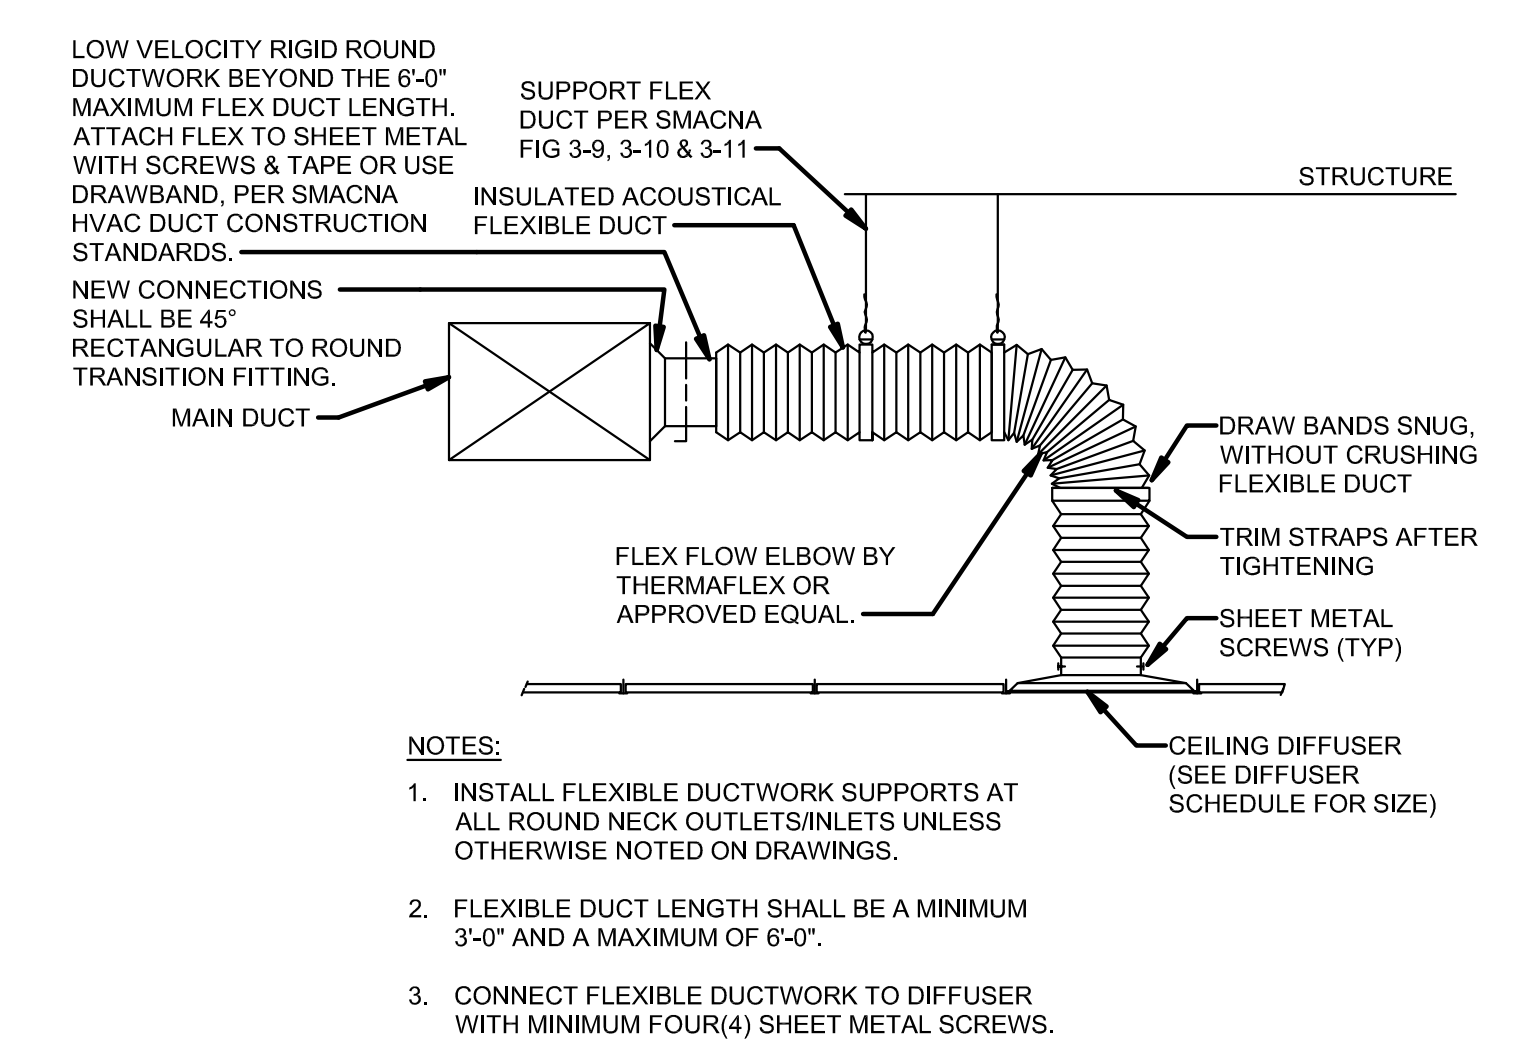 LOW VELOCITY RIGID ROUND
DUCTWORK BEYOND THE 6'-0"
MAXIMUM FLEX DUCT LENGTH.
ATTACH FLEX TO SHEET METAL
WITH SCREWS & TAPE OR USE
DRAWBAND, PER SMACNA
HVAC DUCT CONSTRUCTION
STANDARDS.
SUPPORT FLEX
DUCT PER SMACNA
FIG 3-9, 3-10 & 3-11
INSULATED ACOUSTICAL
FLEXIBLE DUCT
STRUCTURE
NEW CONNECTIONS
SHALL BE 45°
RECTANGULAR TO ROUND
TRANSITION FITTING.
MAIN DUCT
DRAW BANDS SNUG,
WITHOUT CRUSHING
FLEXIBLE DUCT
TRIM STRAPS AFTER
TIGHTENING
FLEX FLOW ELBOW BY
THERMAFLEX OR
APPROVED EQUAL.
SHEET METAL
SCREWS (TYP)
CEILING DIFFUSER
(SEE DIFFUSER
SCHEDULE FOR SIZE)
NOTES:
1. INSTALL FLEXIBLE DUCTWORK SUPPORTS AT
ALL ROUND NECK OUTLETS/INLETS UNLESS
OTHERWISE NOTED ON DRAWINGS.
2. FLEXIBLE DUCT LENGTH SHALL BE A MINIMUM
3'-0" AND A MAXIMUM OF 6'-0".
3. CONNECT FLEXIBLE DUCTWORK TO DIFFUSER
WITH MINIMUM FOUR(4) SHEET METAL SCREWS.